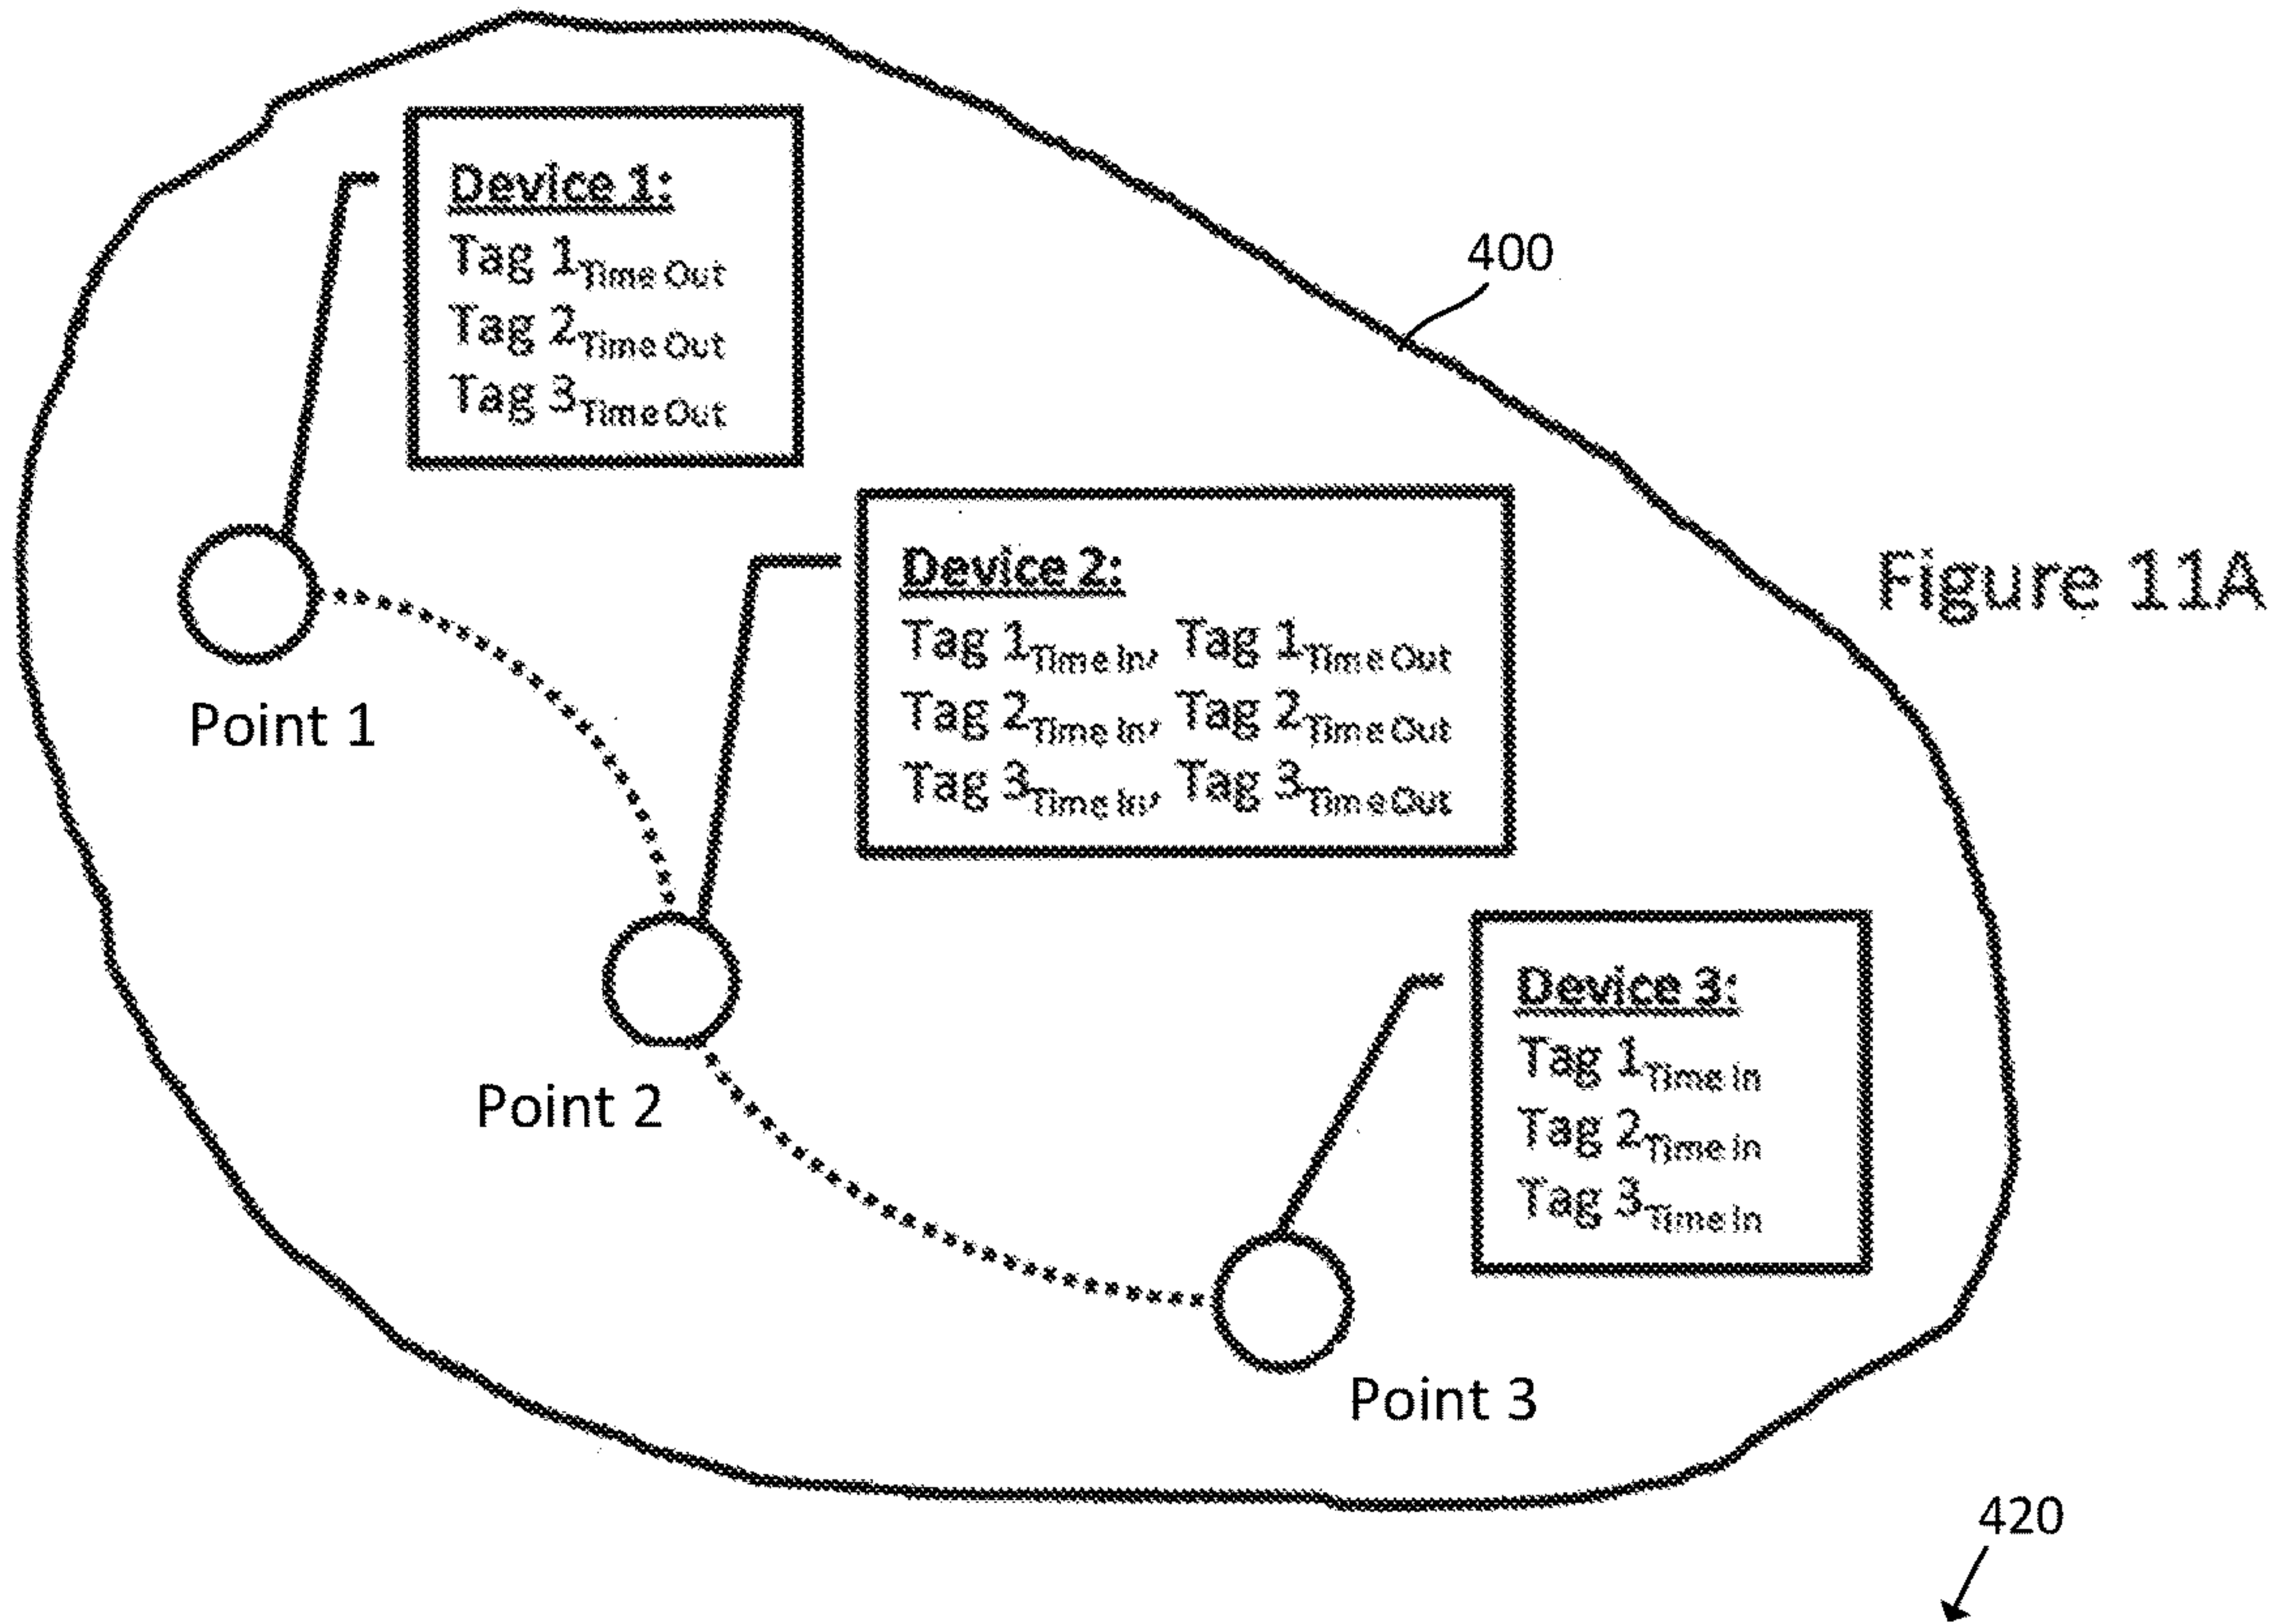 Device 1:
Tag 1Time Out
Tag 2Time Out
Tag 3Time Out
400
Figure 11A
Device 2:
Tag 1Time In, Tag 1Time Out
Tag 2Time In, Tag 2Time Out
Tag 3Time In, Tag 3Time Out
Point 1
Point 2
Device 3:
Tag 1Time In
Tag 2Time In
Tag 3Time In
Point 3
420